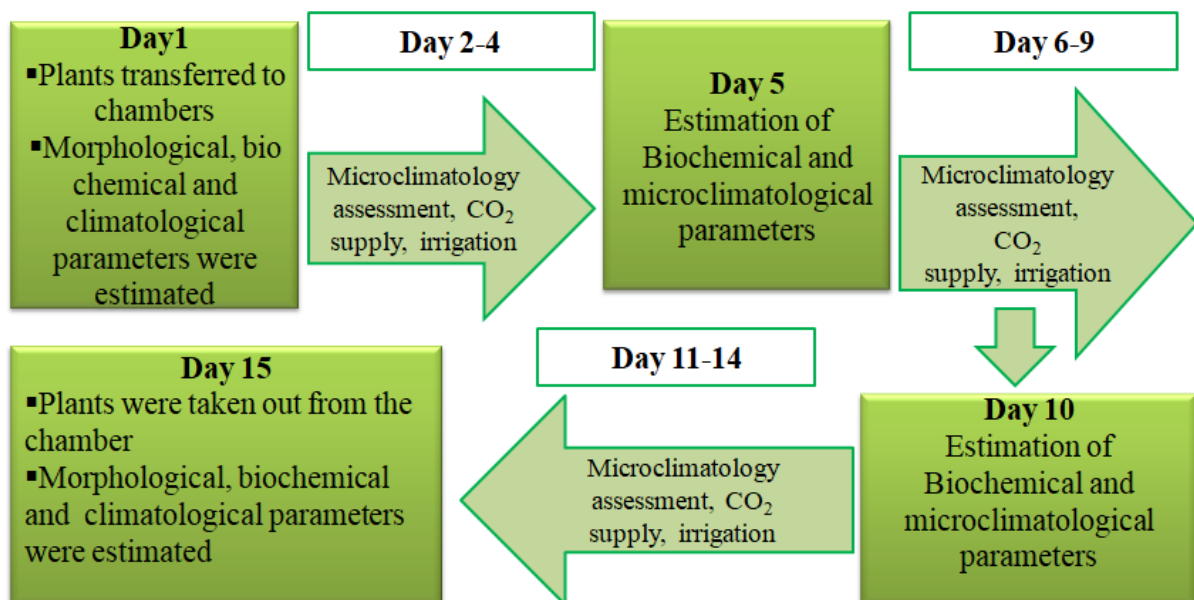 Day1
▪Plants transferred to
chambers
▪Morphological, bio
chemical and
climatological
parameters were
estimated
Day 2-4
Microclimatology
assessment, CO₂
supply, irrigation
Day 5
Estimation of
Biochemical and
microclimatological
parameters
Day 6-9
Microclimatology
assessment,
CO₂
supply, irrigation
Day 10
Estimation of
Biochemical and
microclimatological
parameters
Day 11-14
Microclimatology
assessment, CO₂
supply, irrigation
Day 15
▪Plants were taken out from the
chamber
▪Morphological, biochemical
and climatological parameters
were estimated